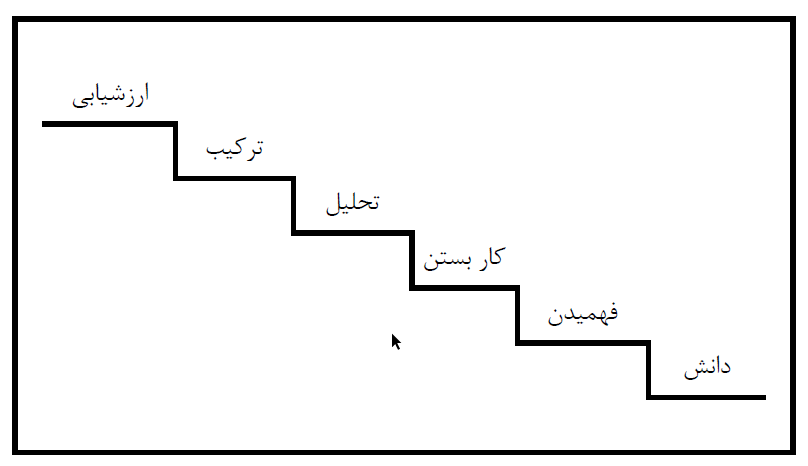 ارزشیابی
ترکیب
تحلیل
کار بستن
فهمیدن
دانش